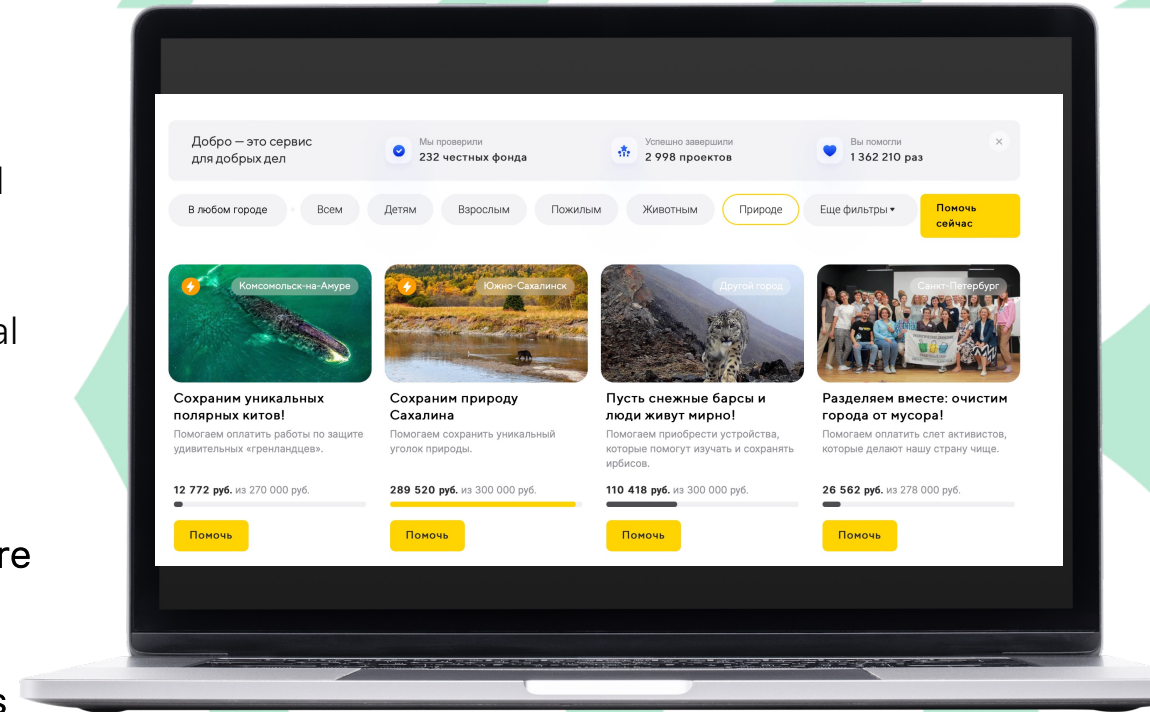 al
re
s
Добро — это сервис
для добрых дел
Мы проверили
232 честных фонда
Успешно завершили
2 998 проектов
Вы помогли
1 362 210 раз
В любом городе
Всем
Детям
Взрослым
Пожилым
Животным
Природе
Еще фильтры
Помочь
сейчас
Комсомольск-на-Амуре
Южно-Сахалинск
Другой город
Санкт-Петербург
Сохраним уникальных
полярных китов!
Помогаем оплатить работы по защите
удивительных «гренландцев».
12 772 руб. из 270 000 руб.
Помочь
Сохраним природу
Сахалина
Помогаем сохранить уникальный
уголок природы.
289 520 руб. из 300 000 руб.
Помочь
Пусть снежные барсы и
люди живут мирно!
Помогаем приобрести устройства,
которые помогут изучать и сохранять
ирбисов.
110 418 руб. из 300 000 руб.
Помочь
Разделяем вместе: очистим
города от мусора!
Помогаем оплатить слет активистов,
которые делают нашу страну чище.
26 562 руб. из 278 000 руб.
Помочь